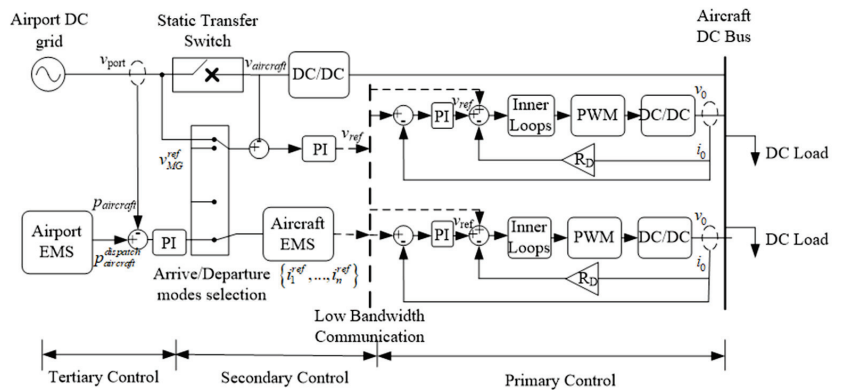 Airport DC
grid
Static Transfer
Switch
Aircraft
DC Bus
v_port
v_aircraft
DC/DC
v_MG^ref
PI
v_ref
PI
v_ref
Inner
Loops
PWM
DC/DC
v_0
R_D
i_0
DC Load
p_aircraft
Airport
EMS
p_aircraft^dispatch
PI
Aircraft
EMS
Arrive/Departure
modes selection
{i_1^ref,...,i_n^ref}
PI
v_ref
Inner
Loops
PWM
DC/DC
v_0
R_D
i_0
DC Load
Low Bandwidth
Communication
Tertiary Control
Secondary Control
Primary Control